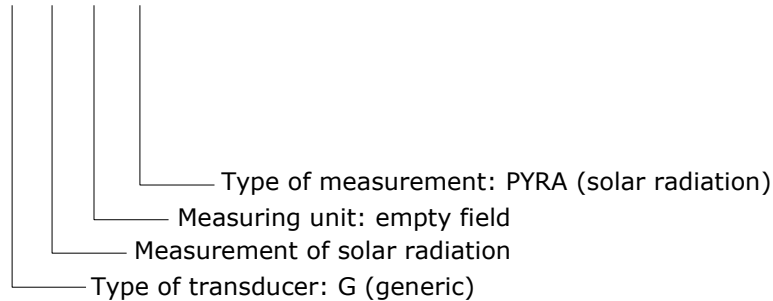 Type of measurement: PYRA (solar radiation)
Measuring unit: empty field
Measurement of solar radiation
Type of transducer: G (generic)